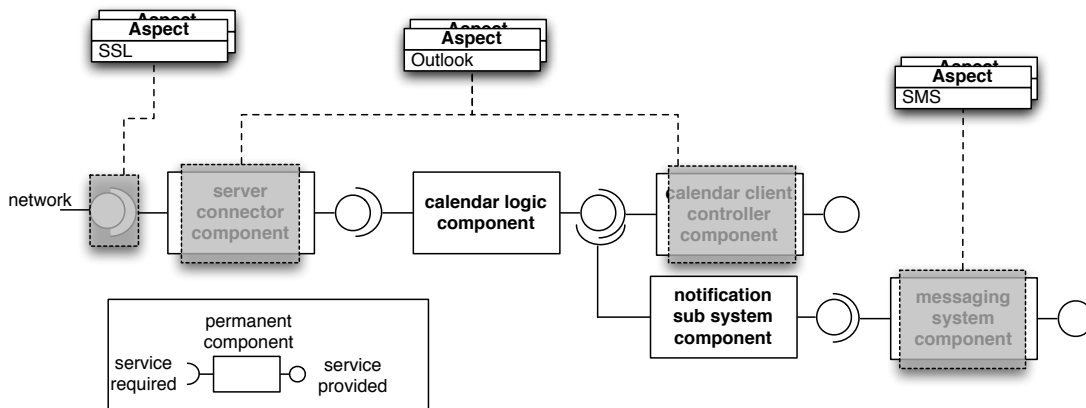 Aspect
Aspect
SSL
Aspect
Aspect
Outlook
Aspect
Aspect
SMS
network
server
connector
component
calendar logic
component
calendar client
controller
component
notification
sub system
component
messaging
system
component
permanent
component
service
required
service
provided